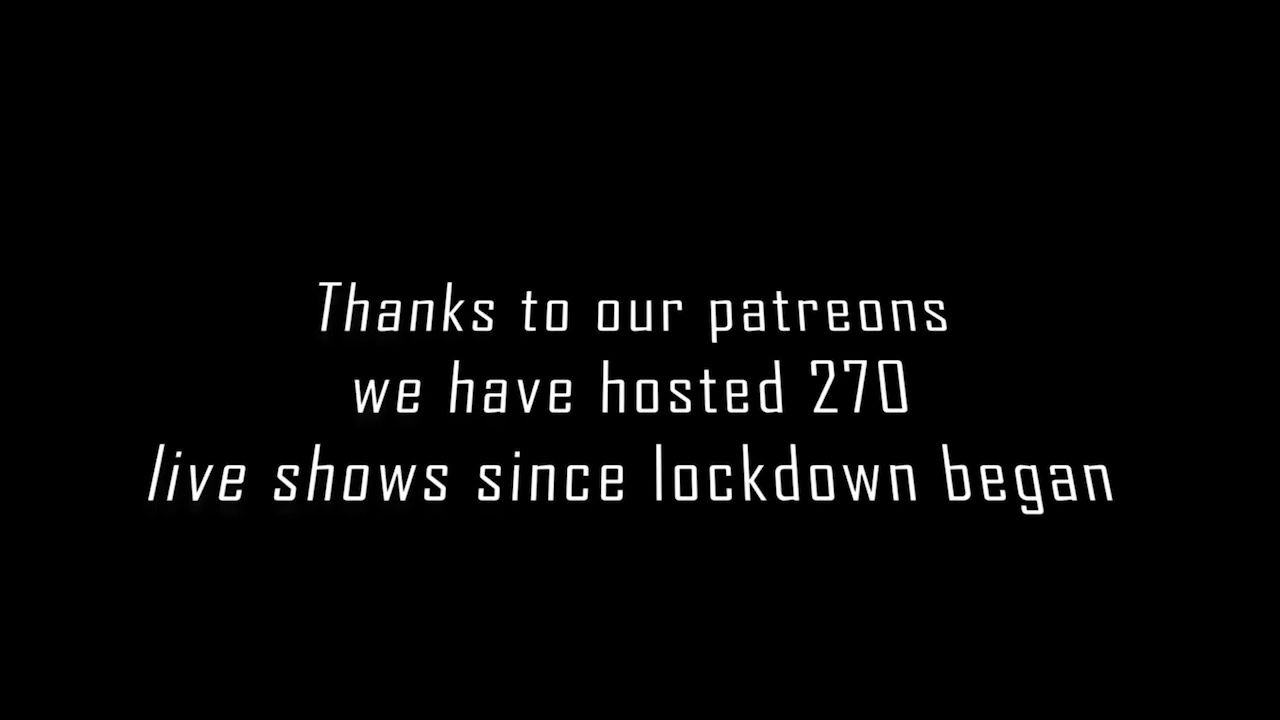 Thanks to our patreons
we have hosted 270
live shows since lockdown began